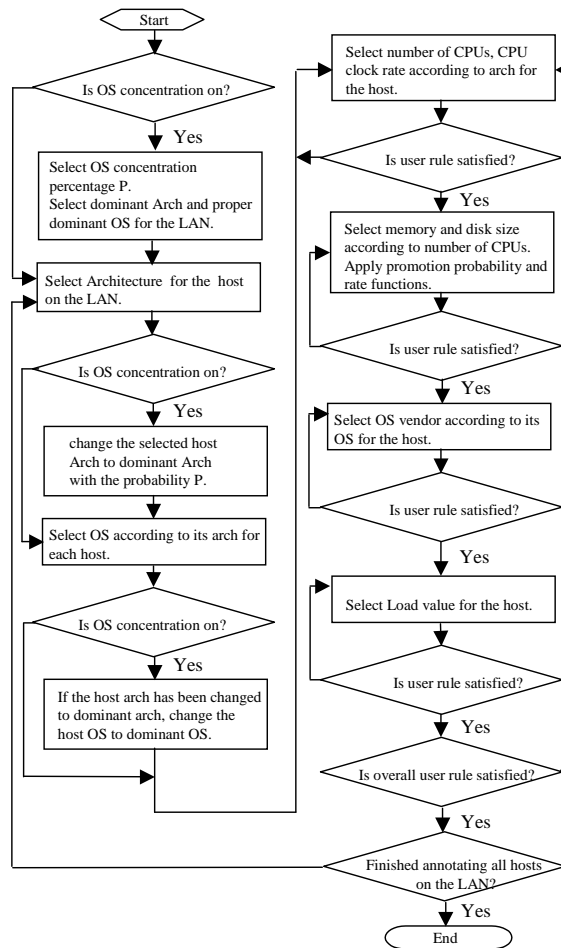 Start
Is OS concentration on?
Yes
Select OS concentration
percentage P.
Select dominant Arch and proper
dominant OS for the LAN.
Select Architecture for the host
on the LAN.
Is OS concentration on?
Yes
change the selected host
Arch to dominant Arch
with the probability P.
Select OS according to its arch for
each host.
Is OS concentration on?
Yes
If the host arch has been changed
to dominant arch, change the
host OS to dominant OS.
Select number of CPUs, CPU
clock rate according to arch for
the host.
Is user rule satisfied?
Yes
Select memory and disk size
according to number of CPUs.
Apply promotion probability and
rate functions.
Is user rule satisfied?
Yes
Select OS vendor according to its
OS for the host.
Is user rule satisfied?
Yes
Select Load value for the host.
Is user rule satisfied?
Yes
Is overall user rule satisfied?
Yes
Finished annotating all hosts
on the LAN?
Yes
End